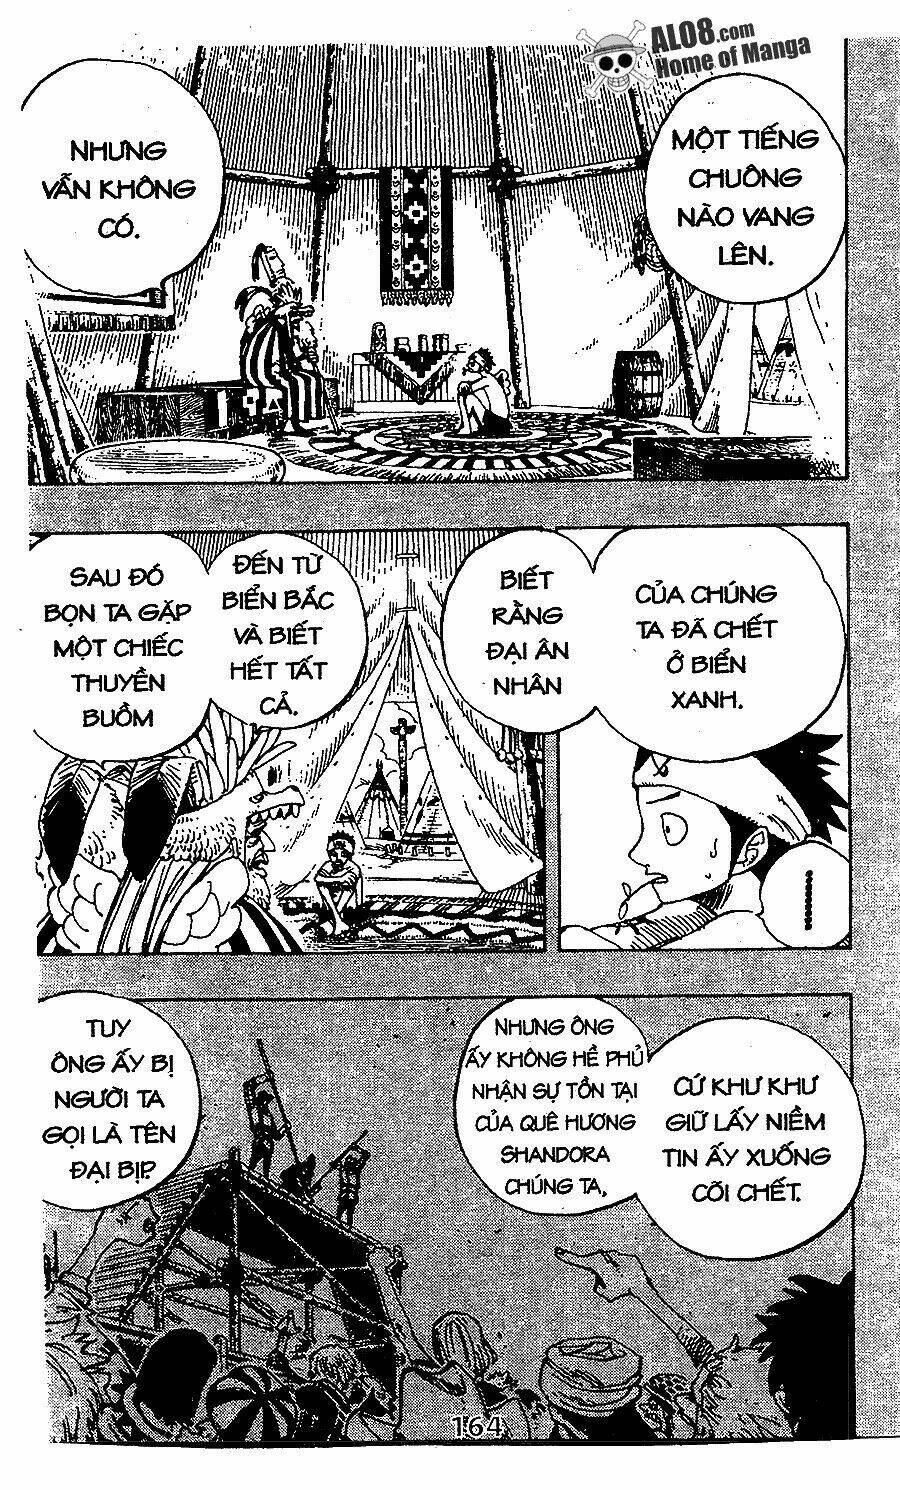 ALO8.com
Home of Manga
NHƯNG
VẪN KHÔNG
CÓ.
MỘT TIẾNG
CHUÔNG
NÀO VANG
LÊN.
SAU ĐÓ
BỌN TA GẶP
MỘT CHIẾC
THUYỀN
BUỒM
ĐẾN TỪ
BIỂN BẮC
VÀ BIẾT
HẾT TẤT
CẢ.
BIẾT
RẰNG
ĐẠI ÂN
NHÂN
CỦA CHÚNG
TA ĐÃ CHẾT
Ở BIỂN
XANH.
.........
TUY
ÔNG ẤY BỊ
NGƯỜI TA
GỌI LÀ TÊN
ĐẠI BỊP.
NHƯNG ÔNG
ẤY KHÔNG HỀ PHỦ
NHẬN SỰ TỒN TẠI
CỦA QUÊ HƯƠNG
SHANDORA
CHÚNG TA,
CỨ KHƯ KHƯ
GIỮ LẤY NIỀM
TIN ẤY XUỐNG
CÕI CHẾT.
164